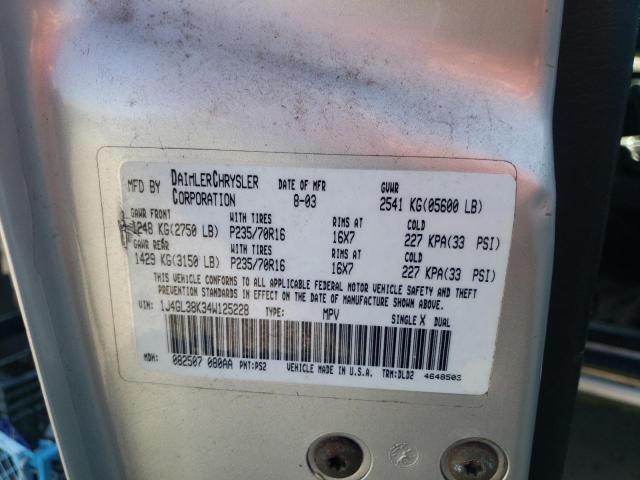 MFD BY DAIMLERCHRYSLER CORPORATION DATE OF MFR 8-03 GVWR 2541 KG(05600 LB)
GAWR FRONT WITH TIRES RIMS AT COLD
1248 KG(2750 LB) P235/70R16 16X7 227 KPA(33 PSI)
GAWR REAR WITH TIRES RIMS AT COLD
1429 KG(3150 LB) P235/70R16 16X7 227 KPA(33 PSI)
THIS VEHICLE CONFORMS TO ALL APPLICABLE FEDERAL MOTOR VEHICLE SAFETY AND THEFT
PREVENTION STANDARDS IN EFFECT ON THE DATE OF MANUFACTURE SHOWN ABOVE.
VIN: 1J4GL38K34W125228 TYPE: MPV SINGLE X DUAL
MDH: 082507 080AA PNT:PS2 VEHICLE MADE IN U.S.A. TRM:DLD2 4648503